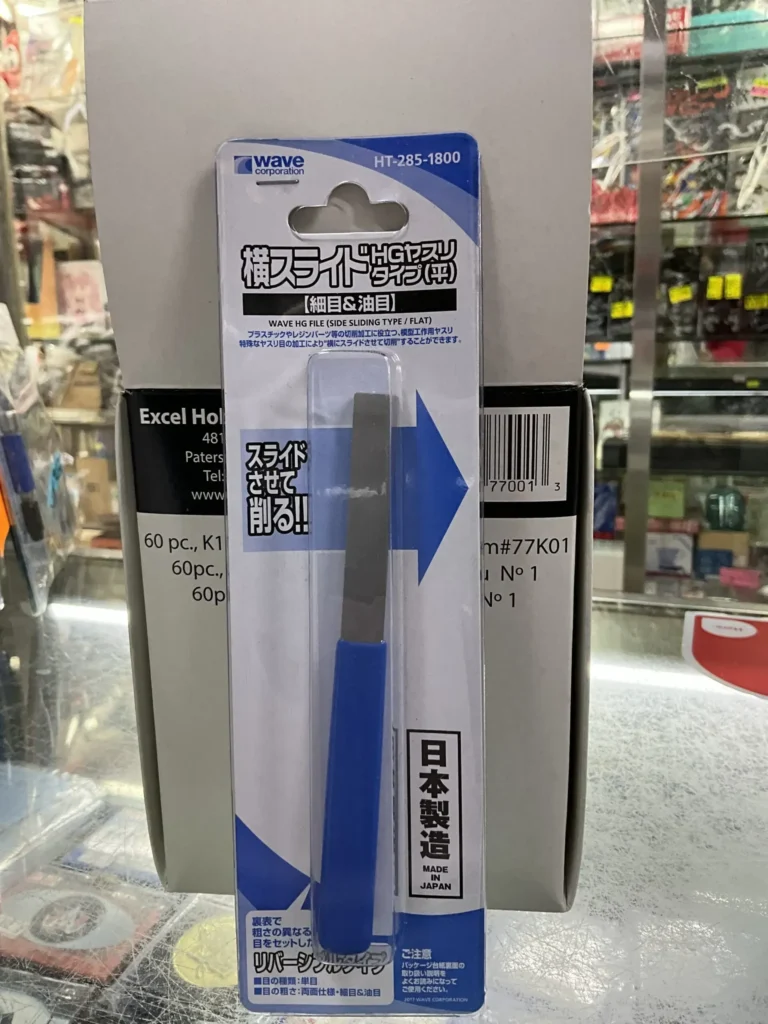 wave
corporation
HT-285-1800
横スライド"HGヤスリ
タイプ(平)
【細目&油目】
WAVE HG FILE (SIDE SLIDING TYPE / FLAT)
プラスチックやレジンパーツ等の切削加工に役立つ、模型工作用ヤスリ
特殊なヤスリ目の加工により"横にスライドさせて切削"することができます。
スライド
させて
削る!!
Excel Hol
481
Paters
Tel:
www
77001 3
60 pc., K1
60pc.,
60p
m#77K01
u Nº 1
Nº 1
日本製造
MADE
IN
JAPAN
裏表で
粗さの異なる
目をセットした
リバーシブルタイプ
■目の種類:単目
■目の粗さ:両面仕様・細目&油目
ご注意
パッケージ台紙裏面の
取り扱い説明を
よくお読みになって
ご使用ください。
2017 WAVE CORPORATION